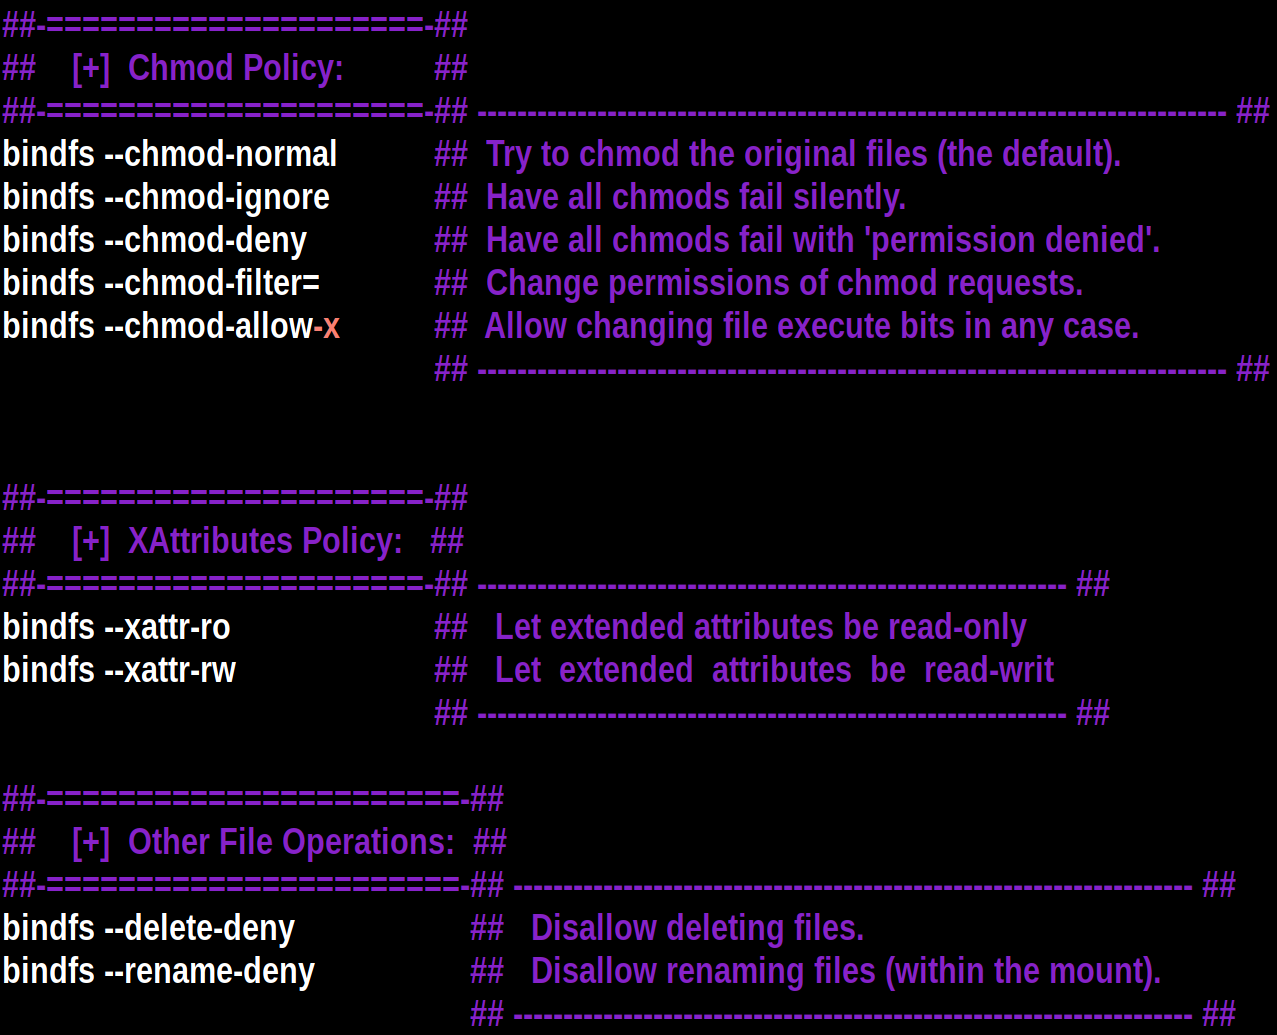 ##-=====================-##
##    [+]  Chmod Policy:          ##
##-=====================-## --------------------------------------------------------------------------- ##
bindfs --chmod-normal          ##  Try to chmod the original files (the default).
bindfs --chmod-ignore          ##  Have all chmods fail silently.
bindfs --chmod-deny          ##  Have all chmods fail with 'permission denied'.
bindfs --chmod-filter=          ##  Change permissions of chmod requests.
bindfs --chmod-allow-x          ##  Allow changing file execute bits in any case.
## --------------------------------------------------------------------------- ##
##-=====================-##
##    [+]  XAttributes Policy:   ##
##-=====================-## ----------------------------------------------------------- ##
bindfs --xattr-ro          ##   Let extended attributes be read-only
bindfs --xattr-rw          ##   Let  extended  attributes  be  read-writ
## ----------------------------------------------------------- ##
##-=======================-##
##    [+]  Other File Operations:  ##
##-=======================-## -------------------------------------------------------------------- ##
bindfs --delete-deny          ##   Disallow deleting files.
bindfs --rename-deny          ##   Disallow renaming files (within the mount).
## -------------------------------------------------------------------- ##